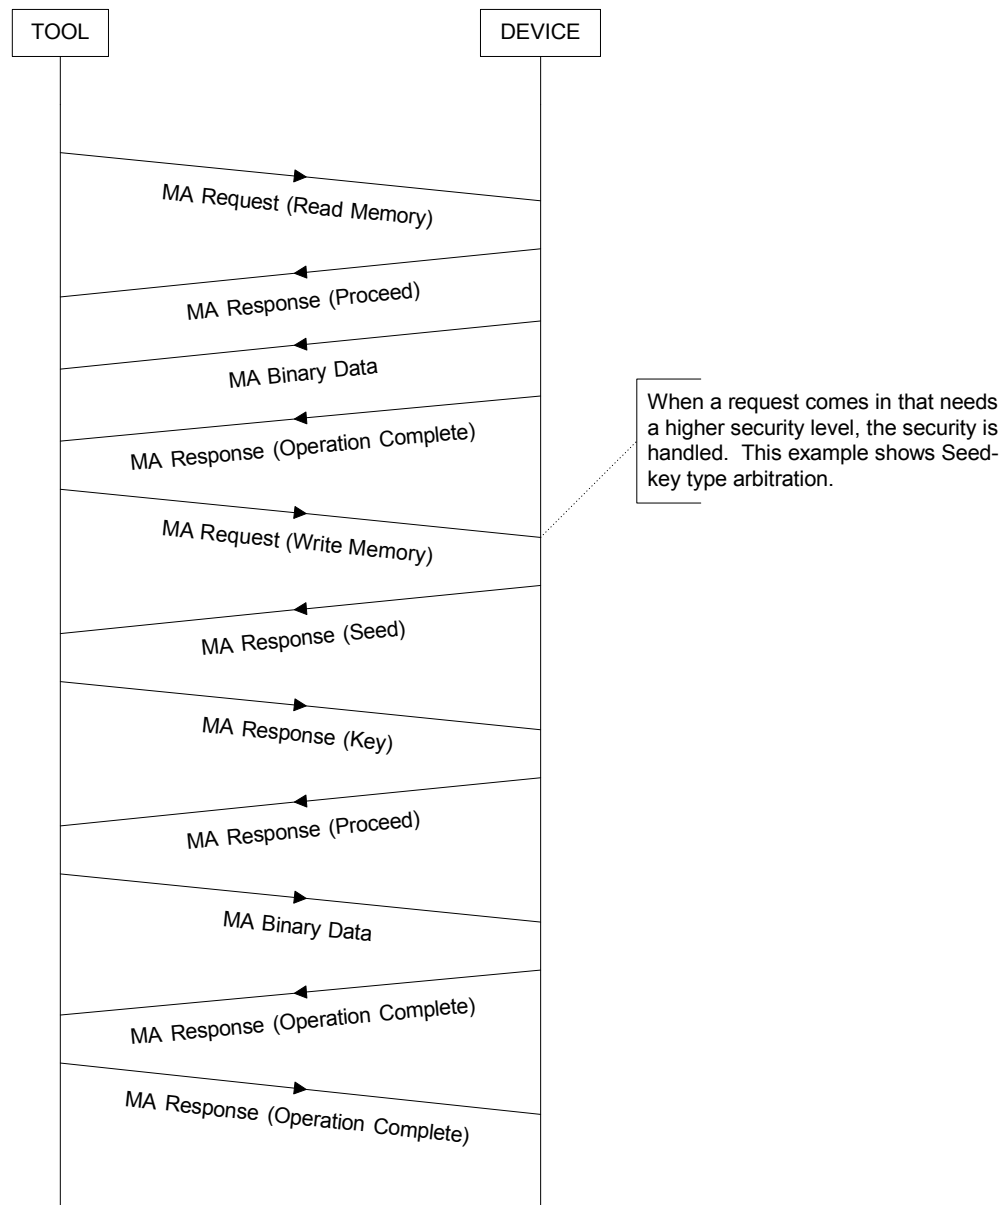 TOOL
DEVICE
MA Request (Read Memory)
MA Response (Proceed)
MA Binary Data
MA Response (Operation Complete)
When a request comes in that needs
a higher security level, the security is
handled.  This example shows Seed-
key type arbitration.
MA Request (Write Memory)
MA Response (Seed)
MA Response (Key)
MA Response (Proceed)
MA Binary Data
MA Response (Operation Complete)
MA Response (Operation Complete)